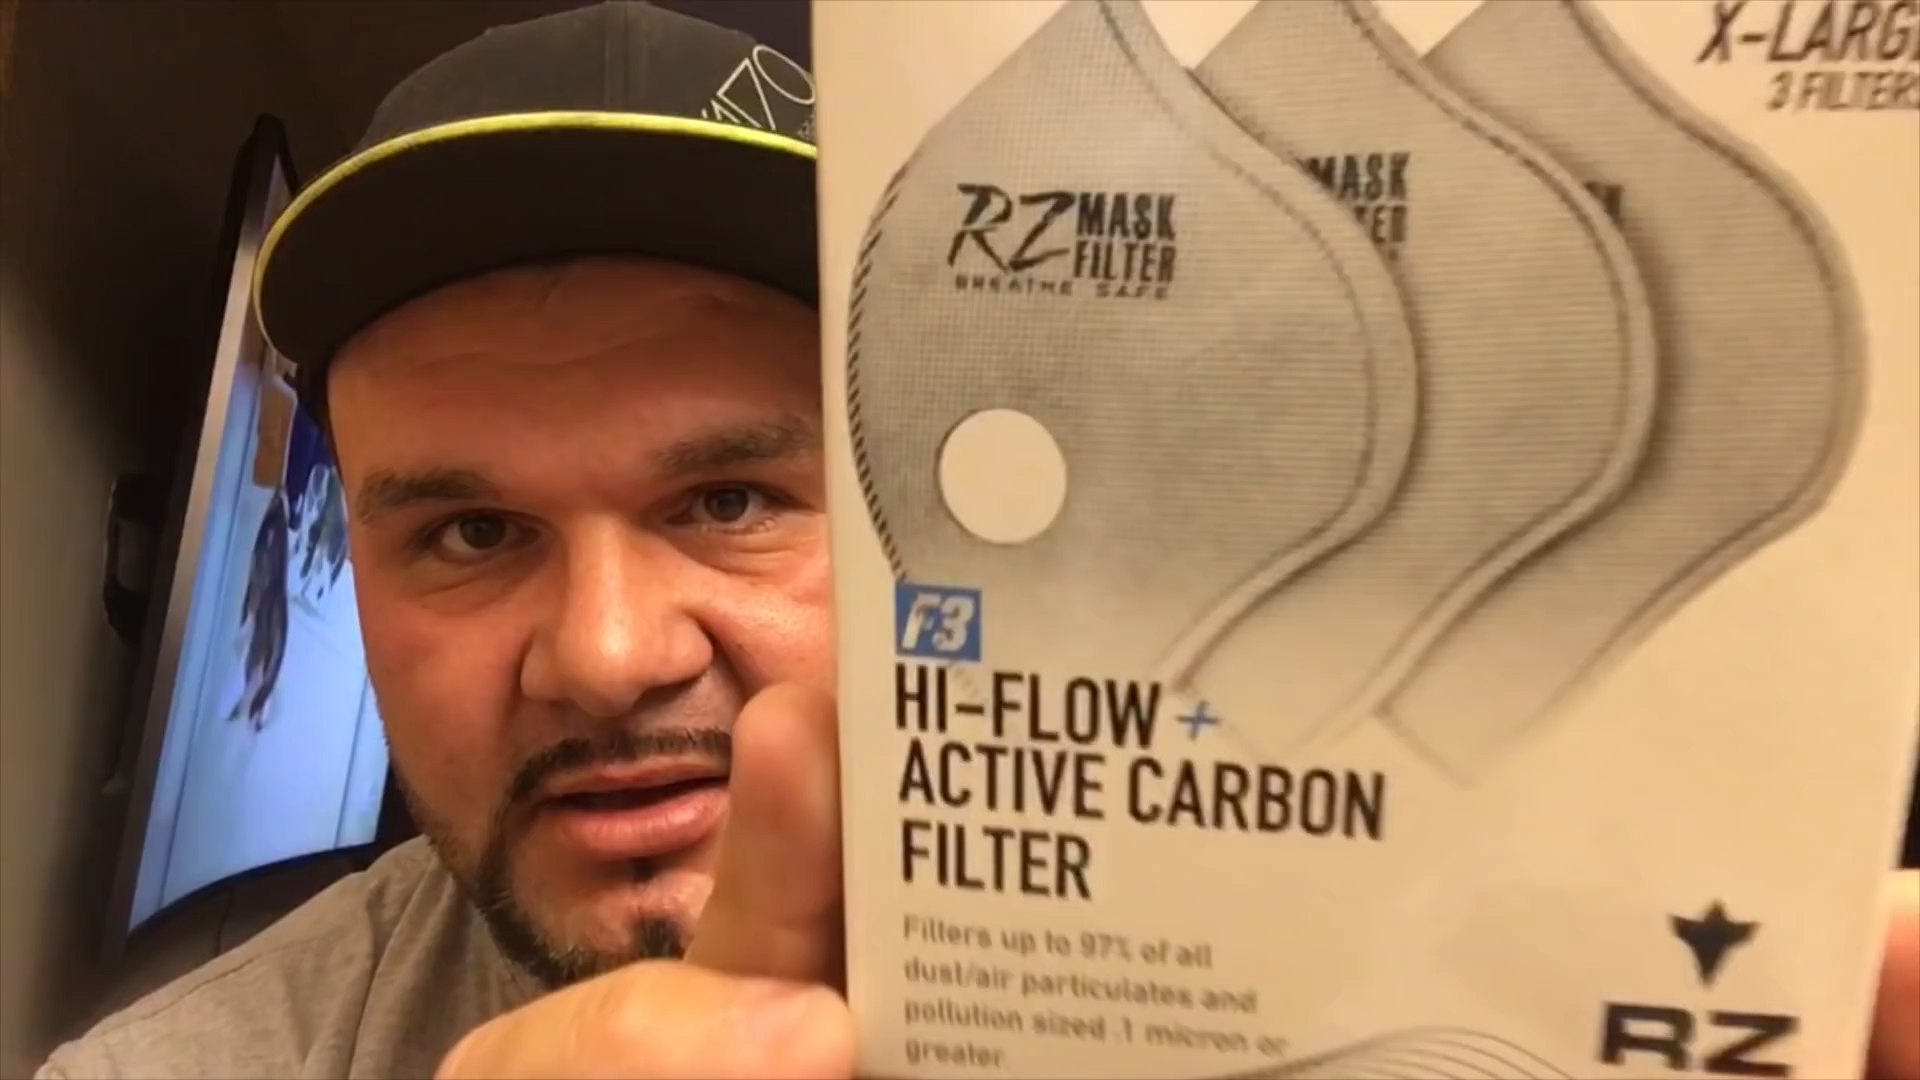 X-LARG
3 FILTERS
RZ MASK
FILTER
BREATHE SAFE
MASK
F3
HI-FLOW +
ACTIVE CARBON
FILTER
Filters up to 97% of all
dust/air particulates and
pollution sized .1 micron or
greater.
RZ